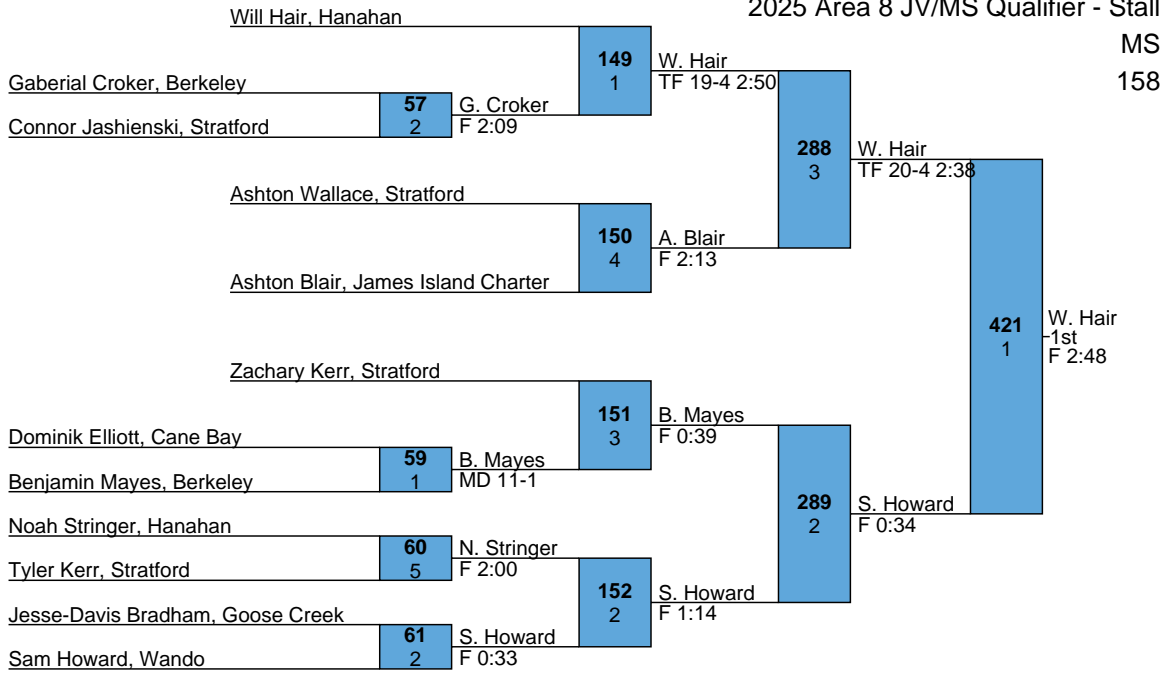 2025 Area 8 JV/MS Qualifier - Stall
MS
158
Will Hair, Hanahan
149
1
W. Hair
TF 19-4 2:50
Gaberial Croker, Berkeley
57
2
G. Croker
F 2:09
Connor Jashienski, Stratford
288
3
W. Hair
TF 20-4 2:38
Ashton Wallace, Stratford
150
4
A. Blair
F 2:13
Ashton Blair, James Island Charter
421
1
W. Hair
1st
F 2:48
Zachary Kerr, Stratford
151
3
B. Mayes
F 0:39
Dominik Elliott, Cane Bay
59
1
B. Mayes
MD 11-1
Benjamin Mayes, Berkeley
289
2
S. Howard
F 0:34
Noah Stringer, Hanahan
60
5
N. Stringer
F 2:00
Tyler Kerr, Stratford
152
2
S. Howard
F 1:14
Jesse-Davis Bradham, Goose Creek
61
2
S. Howard
F 0:33
Sam Howard, Wando